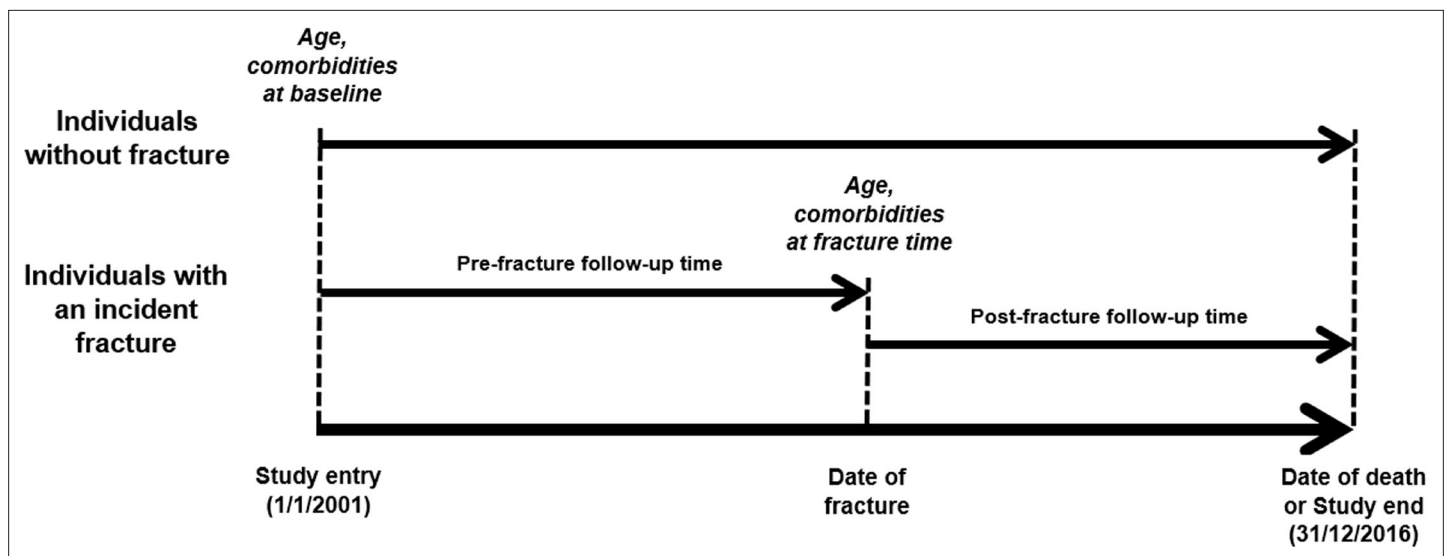 Age,
comorbidities
at baseline
Individuals
without fracture
Age,
comorbidities
at fracture time
Individuals with
an incident
fracture
Pre-fracture follow-up time
Post-fracture follow-up time
Study entry
(1/1/2001)
Date of
fracture
Date of death
or Study end
(31/12/2016)